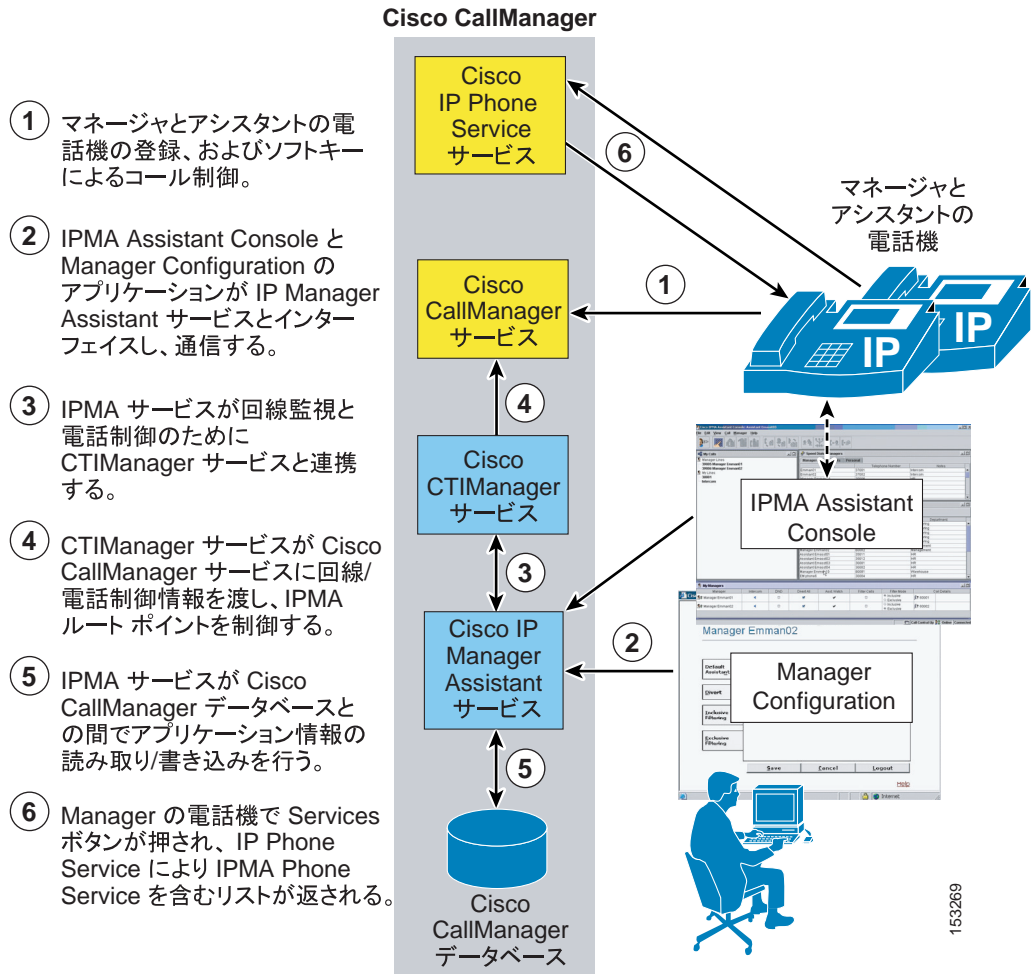 Cisco CallManager
Cisco
IP Phone
Service
サービス
Cisco
CallManager
サービス
Cisco
CTIManager
サービス
Cisco IP
Manager
Assistant
サービス
Cisco
CallManager
データベース
1 マネージャとアシスタントの電
話機の登録、およびソフトキー
によるコール制御。
2 IPMA Assistant Console と
Manager Configuration の
アプリケーションが IP Manager
Assistant サービスとインター
フェイスし、通信する。
3 IPMA サービスが回線監視と
電話制御のために
CTIManager サービスと連携
する。
4 CTIManager サービスが Cisco
CallManager サービスに回線/
電話制御情報を渡し、IPMA
ルート ポイントを制御する。
5 IPMA サービスが Cisco
CallManager データベースと
の間でアプリケーション情報の
読み取り/書き込みを行う。
6 Manager の電話機で Services
ボタンが押され、IP Phone
Service により IPMA Phone
Service を含むリストが返される。
6
1
4
3
2
5
マネージャと
アシスタントの
電話機
IP
IP
IPMA Assistant
Console
Manager Emman02
Default
Assistant
Divert
Inclusive
Filtering
Exclusive
Filtering
Manager
Configuration
Save Cancel Logout
Help
Internet
153269